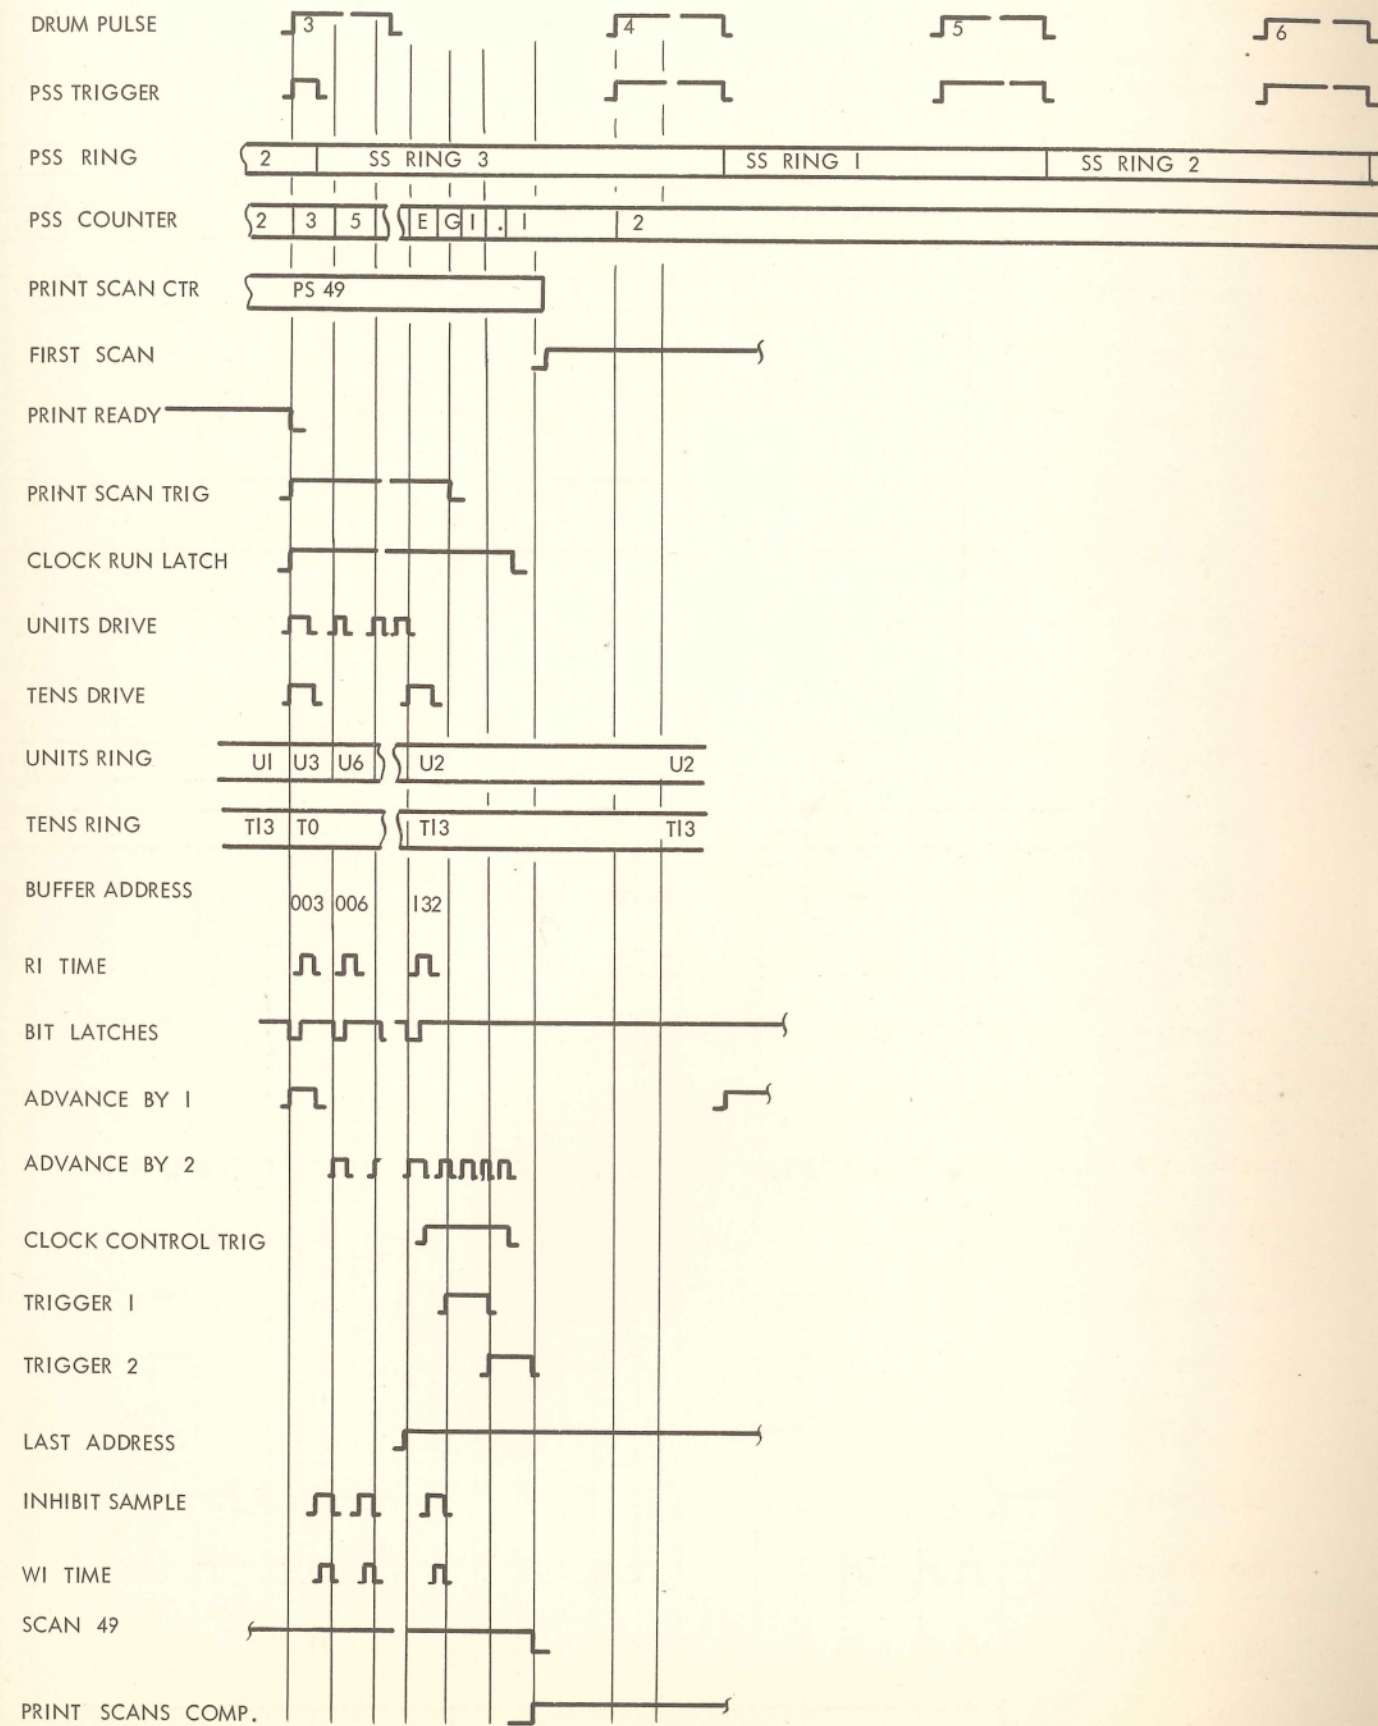 DRUM PULSE 3 4 5 6
PSS TRIGGER
PSS RING 2 SS RING 3 SS RING 1 SS RING 2
PSS COUNTER 2 3 5 E G I . 1 2
PRINT SCAN CTR PS 49
FIRST SCAN
PRINT READY
PRINT SCAN TRIG
CLOCK RUN LATCH
UNITS DRIVE
TENS DRIVE
UNITS RING U1 U3 U6 U2 U2
TENS RING T13 T0 T13 T13
BUFFER ADDRESS 003 006 132
RI TIME
BIT LATCHES
ADVANCE BY 1
ADVANCE BY 2
CLOCK CONTROL TRIG
TRIGGER 1
TRIGGER 2
LAST ADDRESS
INHIBIT SAMPLE
WI TIME
SCAN 49
PRINT SCANS COMP.